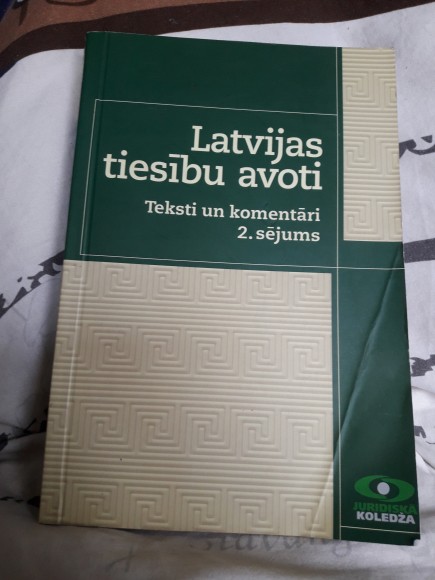 Latvijas
tiesību avoti
Teksti un komentāri
2. sējums
JURIDISKĀ
KOLEDŽA